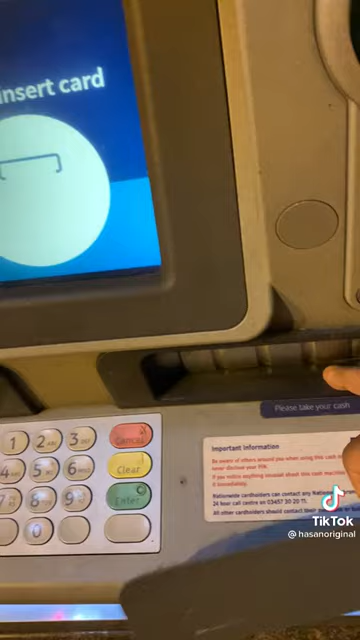 insert card
Please take your cash
1 2 ABC 3 DEF
Cancel
4 5 6
Clear
7 8 9
Enter
0
Important Information
Be aware of others around you when using this cash
never disclose your PIN.
If you notice anything unusual about this cash machine
it immediately.
Nationwide cardholders can contact any
24 hour call centre on 03457 30 20 11.
All other cardholders should contact their
TikTok
@hasanoriginal